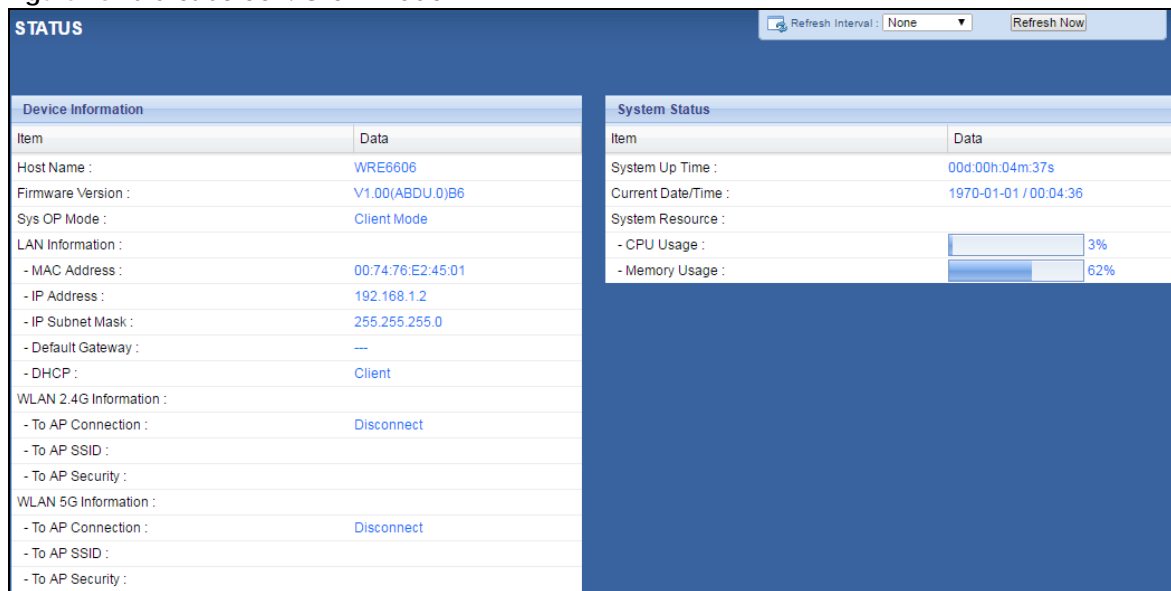 STATUS
Refresh Interval : None Refresh Now
Device Information
Item Data
Host Name : WRE6606
Firmware Version : V1.00(ABDU.0)B6
Sys OP Mode : Client Mode
LAN Information :
- MAC Address : 00:74:76:E2:45:01
- IP Address : 192.168.1.2
- IP Subnet Mask : 255.255.255.0
- Default Gateway : ---
- DHCP : Client
WLAN 2.4G Information :
- To AP Connection : Disconnect
- To AP SSID :
- To AP Security :
WLAN 5G Information :
- To AP Connection : Disconnect
- To AP SSID :
- To AP Security :
System Status
Item Data
System Up Time : 00d:00h:04m:37s
Current Date/Time : 1970-01-01 / 00:04:36
System Resource :
- CPU Usage : 3%
- Memory Usage : 62%